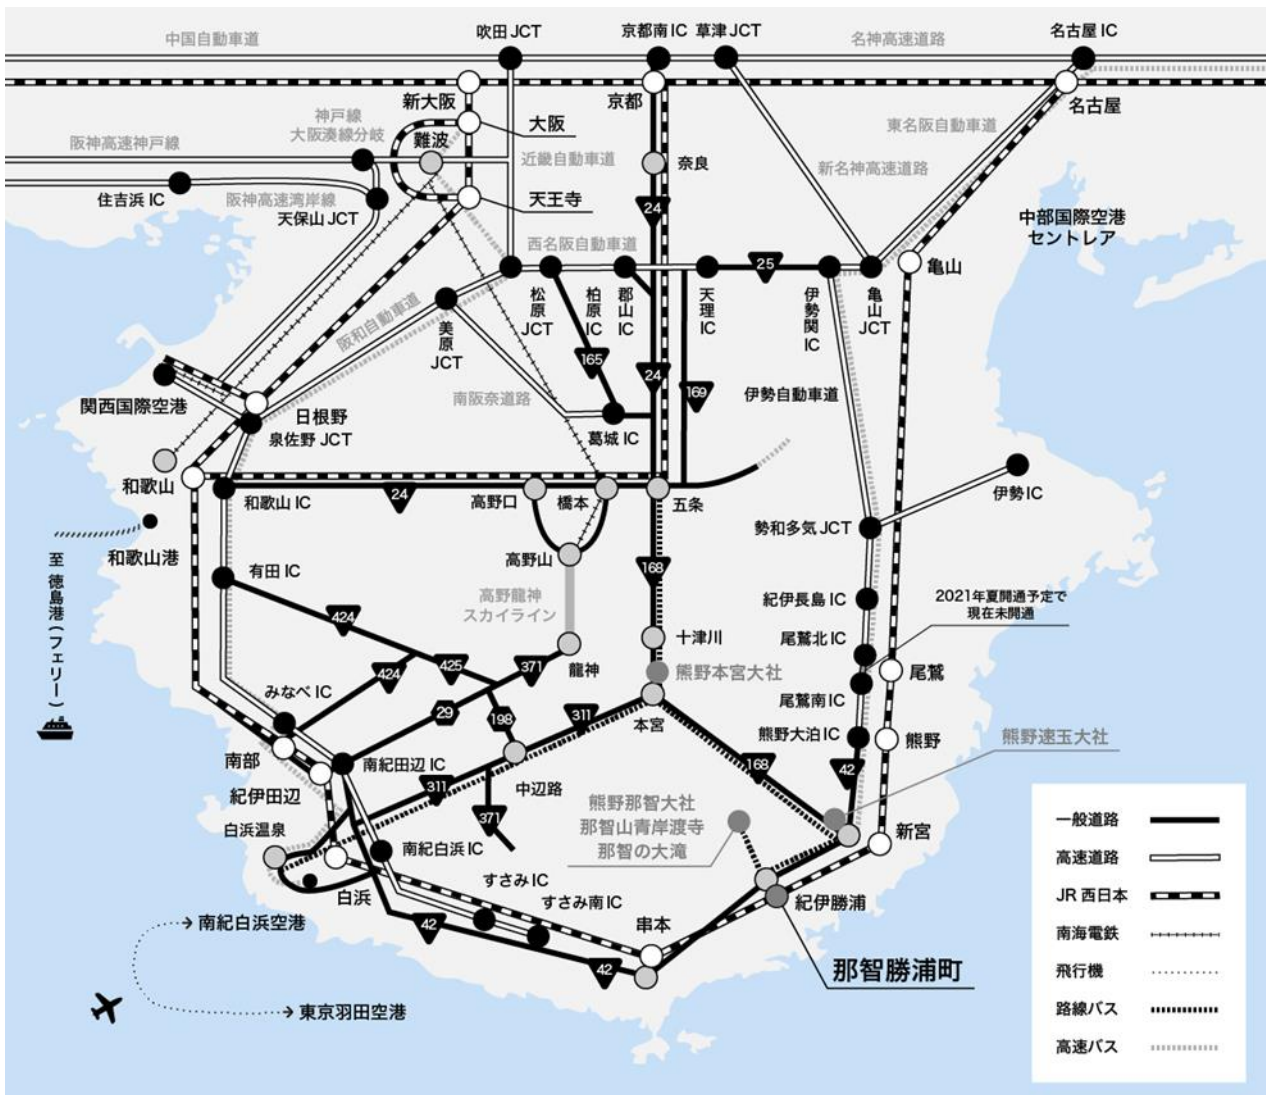 中国自動車道
吹田 JCT
京都南 IC
草津 JCT
名神高速道路
名古屋 IC
新大阪
京都
名古屋
神戸線
大阪湊線分岐
難波
大阪
東名阪自動車道
阪神高速神戸線
近畿自動車道
奈良
新名神高速道路
住吉浜 IC
阪神高速湾岸線
天保山 JCT
天王寺
24
中部国際空港
セントレア
西名阪自動車道
25
亀山
松原JCT
柏原IC
郡山IC
天理IC
伊勢関IC
亀山JCT
阪和自動車道
美原JCT
165
24
169
関西国際空港
日根野
泉佐野 JCT
南阪奈道路
葛城 IC
伊勢自動車道
和歌山
和歌山 IC
24
高野口
橋本
五条
伊勢 IC
和歌山港
高野山
勢和多気 JCT
至 徳島港(フェリー)
有田 IC
168
高野龍神
スカイライン
紀伊長島 IC
2021年夏開通予定で
現在未開通
424
十津川
尾鷲北 IC
424
425
371
龍神
熊野本宮大社
尾鷲
みなべ IC
尾鷲南 IC
29
198
311
本宮
熊野大泊 IC
熊野
熊野速玉大社
南部
南紀田辺 IC
中辺路
168
42
紀伊田辺
311
371
熊野那智大社
那智山青岸渡寺
那智の大滝
白浜温泉
南紀白浜 IC
新宮
白浜
すさみ IC
すさみ南 IC
紀伊勝浦
南紀白浜空港
42
串本
42
那智勝浦町
東京羽田空港
一般道路
高速道路
JR 西日本
南海電鉄
飛行機
路線バス
高速バス